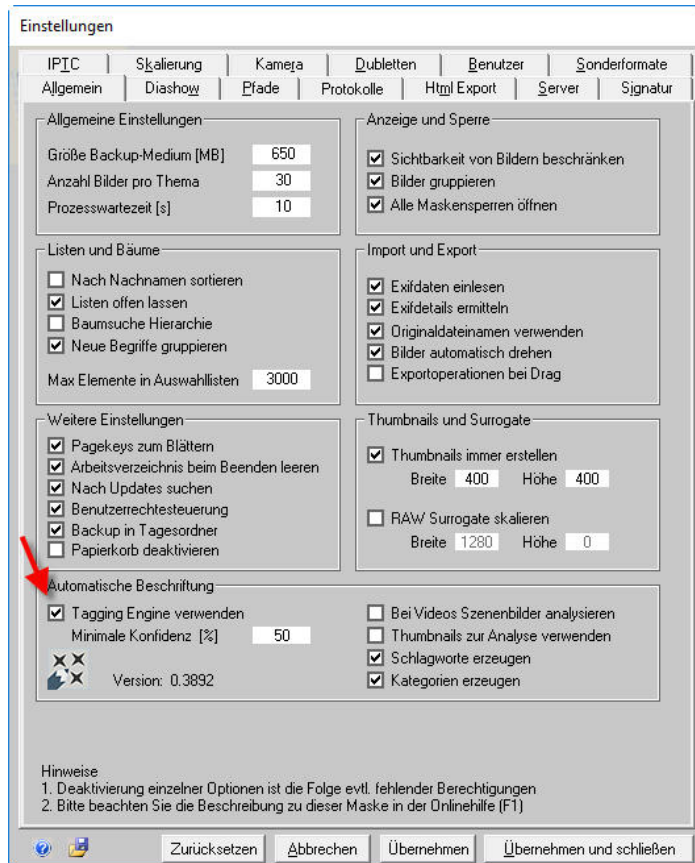 Einstellungen
IPTC Skalierung Kamera Dubletten Benutzer Sonderformate
Allgemein Diashow Pfade Protokolle Html Export Server Signatur
Allgemeine Einstellungen
Größe Backup-Medium [MB] 650
Anzahl Bilder pro Thema 30
Prozesswartezeit [s] 10
Anzeige und Sperre
Sichtbarkeit von Bildern beschränken
Bilder gruppieren
Alle Maskensperren öffnen
Listen und Bäume
Nach Nachnamen sortieren
Listen offen lassen
Baumsuche Hierarchie
Neue Begriffe gruppieren
Max Elemente in Auswahllisten 3000
Import und Export
Exifdaten einlesen
Exifdetails ermitteln
Originaldateinamen verwenden
Bilder automatisch drehen
Exportoperationen bei Drag
Weitere Einstellungen
Pagekeys zum Blättern
Arbeitsverzeichnis beim Beenden leeren
Nach Updates suchen
Benutzerrechtesteuerung
Backup in Tagesordner
Papierkorb deaktivieren
Thumbnails und Surrogate
Thumbnails immer erstellen
Breite 400 Höhe 400
RAW Surrogate skalieren
Breite 1280 Höhe 0
Automatische Beschriftung
Tagging Engine verwenden
Minimale Konfidenz [%] 50
Version: 0.3892
Bei Videos Szenenbilder analysieren
Thumbnails zur Analyse verwenden
Schlagworte erzeugen
Kategorien erzeugen
Hinweise
1. Deaktivierung einzelner Optionen ist die Folge evtl. fehlender Berechtigungen
2. Bitte beachten Sie die Beschreibung zu dieser Maske in der Onlinehilfe (F1)
Zurücksetzen Abbrechen Übernehmen Übernehmen und schließen